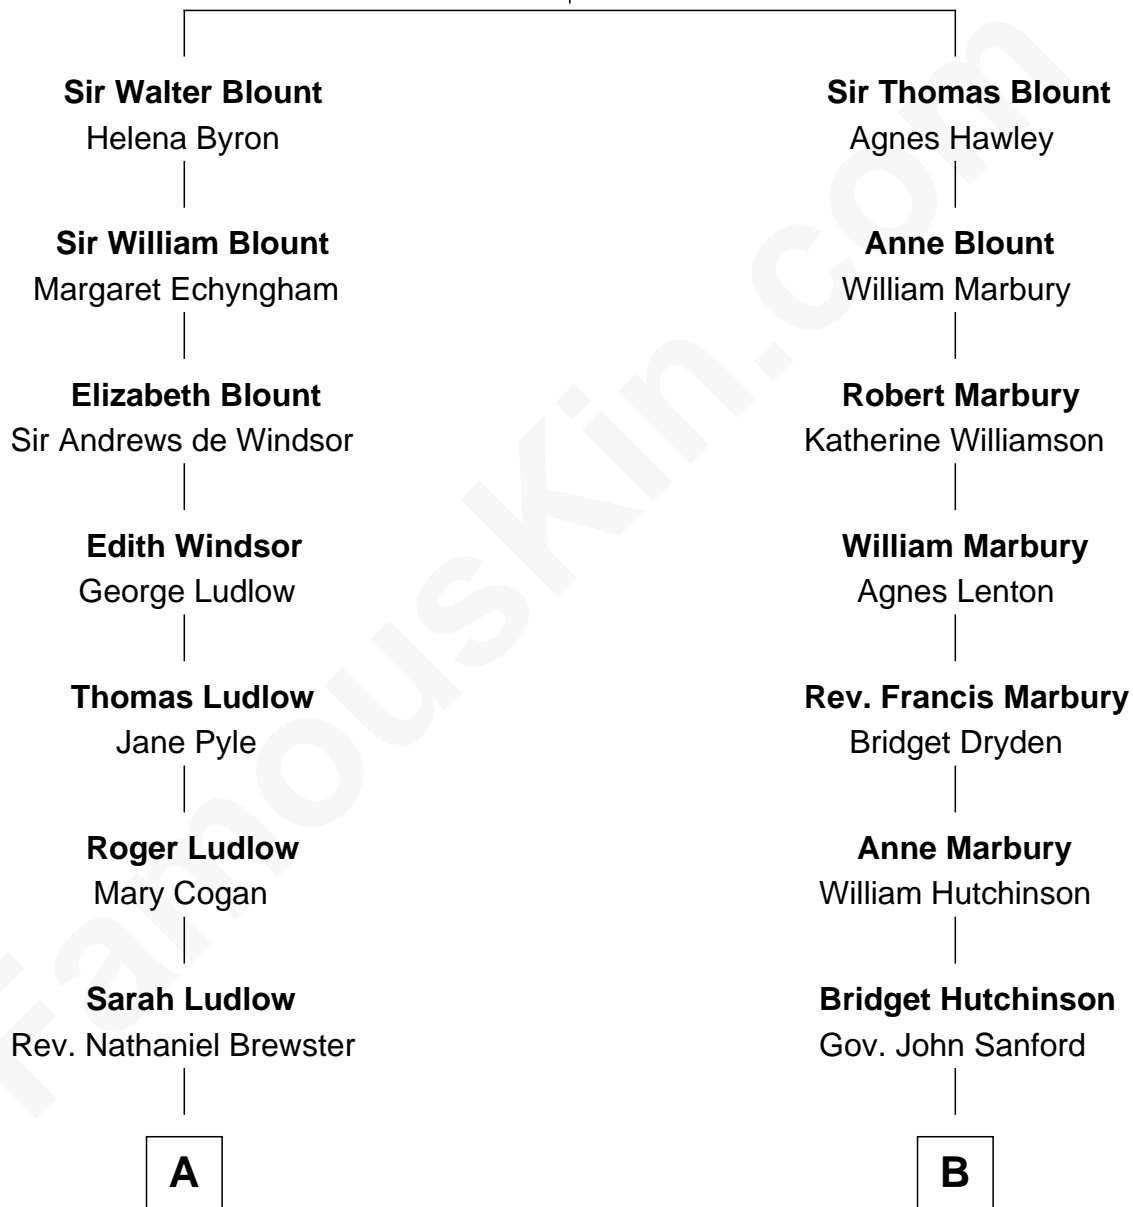 Sir Walter Blount
Helena Byron
Sir William Blount
Margaret Echyngham
Elizabeth Blount
Sir Andrews de Windsor
Edith Windsor
George Ludlow
Thomas Ludlow
Jane Pyle
Roger Ludlow
Mary Cogan
Sarah Ludlow
Rev. Nathaniel Brewster
A
Sir Thomas Blount
Agnes Hawley
Anne Blount
William Marbury
Robert Marbury
Katherine Williamson
William Marbury
Agnes Lenton
Rev. Francis Marbury
Bridget Dryden
Anne Marbury
William Hutchinson
Bridget Hutchinson
Gov. John Sanford
B
FamousKin.com